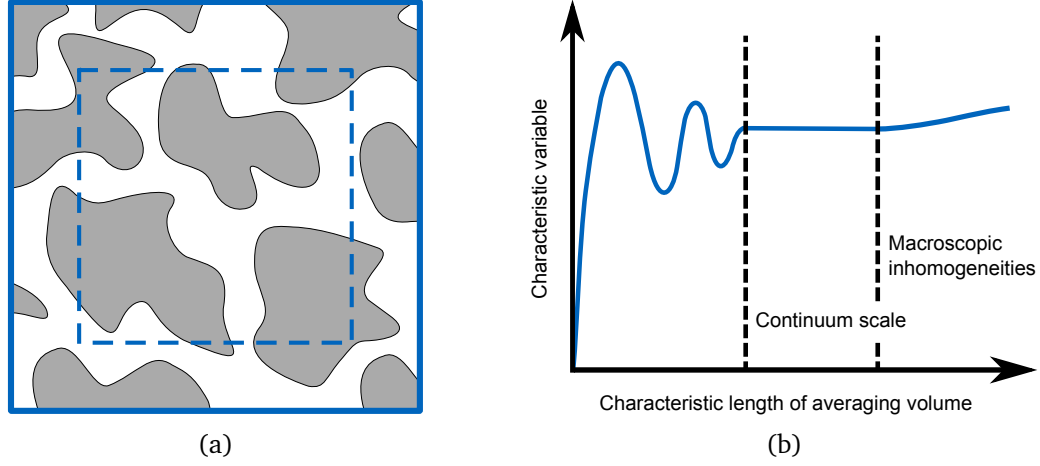 Characteristic variable
Macroscopic
inhomogeneities
Continuum scale
Characteristic length of averaging volume
(a)
(b)